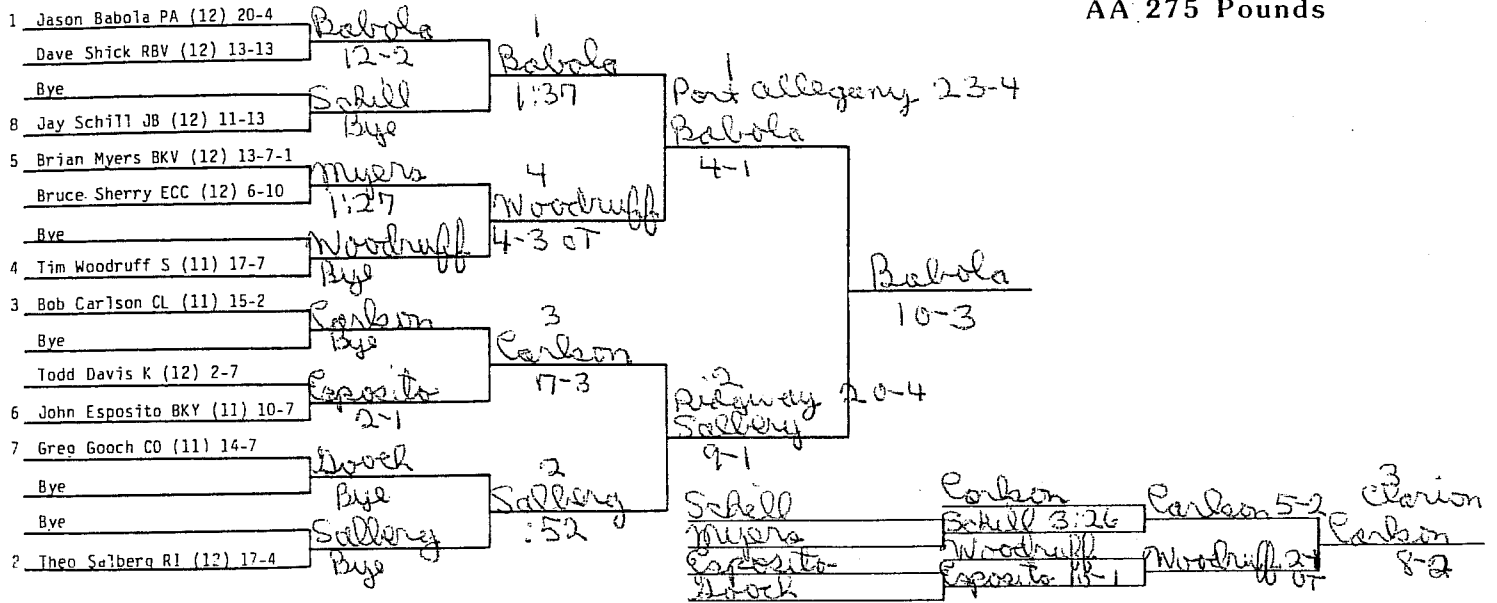 AA 275 Pounds
1 Jason Babola PA (12) 20-4
Dave Shick RBV (12) 13-13
Bye
8 Jay Schill JB (12) 11-13
5 Brian Myers BKV (12) 13-7-1
Bruce Sherry ECC (12) 6-10
Bye
4 Tim Woodruff S (11) 17-7
3 Bob Carlson CL (11) 15-2
Bye
Todd Davis K (12) 2-7
6 John Esposito BKY (11) 10-7
7 Greg Gooch CO (11) 14-7
Bye
Bye
2 Theo Salberg RI (12) 17-4
Babola
12-2
Schill
Bye
Myers
1:27
Woodruff
Bye
Carlson
Bye
Esposito
2-1
Gooch
Bye
Salberg
Bye
1
Babola
1:37
4
Woodruff
4-3 OT
3
Carlson
7-3
2
Salberg
:52
1
Port Allegany 23-4
Babola
4-1
2
Ridgway 20-4
Salberg
9-1
Babola
10-3
Schill
Myers
Esposito
Gooch
Carlson
Schill 3:26
Woodruff
Esposito
Carlson 5-2
Woodruff
OT
3
Clarion
Carlson
8-2